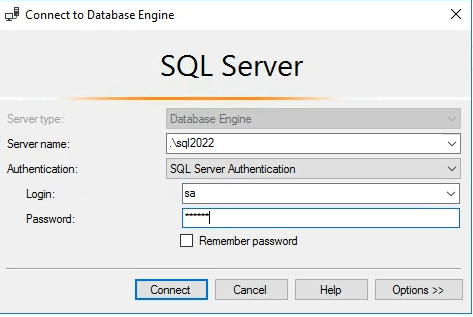 Connect to Database Engine
SQL Server
Server type: Database Engine
Server name: .\sql2022
Authentication: SQL Server Authentication
Login: sa
Password: ******
Remember password
Connect Cancel Help Options >>